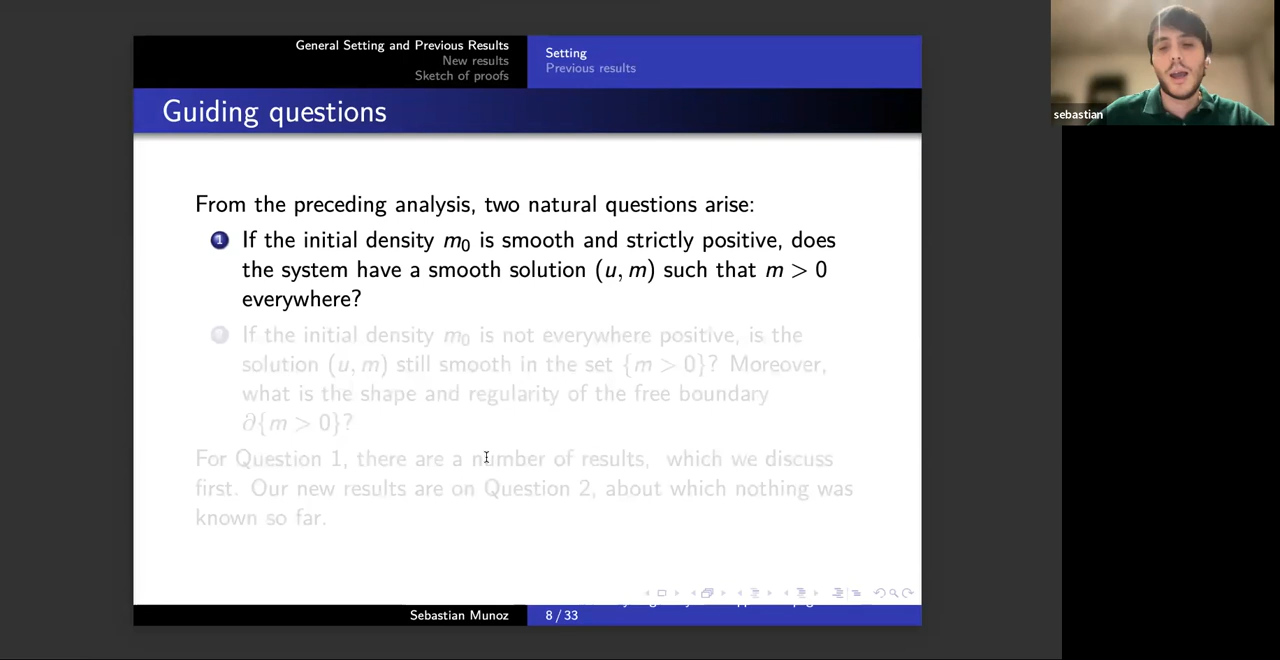 General Setting and Previous Results
New results
Sketch of proofs
Setting
Previous results
Guiding questions
From the preceding analysis, two natural questions arise:
1 If the initial density m₀ is smooth and strictly positive, does
the system have a smooth solution (u, m) such that m > 0
everywhere?
2 If the initial density m₀ is not everywhere positive, is the
solution (u, m) still smooth in the set {m > 0}? Moreover,
what is the shape and regularity of the free boundary
∂{m > 0}?
For Question 1, there are a number of results, which we discuss
first. Our new results are on Question 2, about which nothing was
known so far.
Sebastian Munoz
8 / 33
sebastian